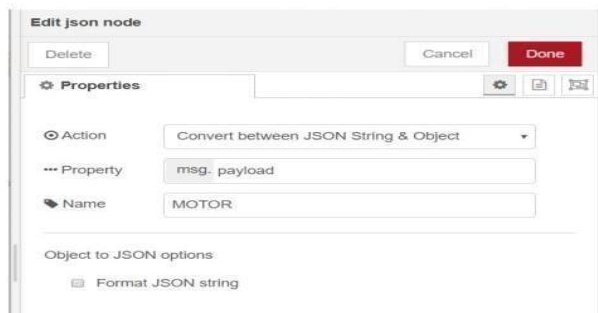 Edit json node
Delete Cancel Done
Properties
Action Convert between JSON String & Object
Property msg. payload
Name MOTOR
Object to JSON options
Format JSON string